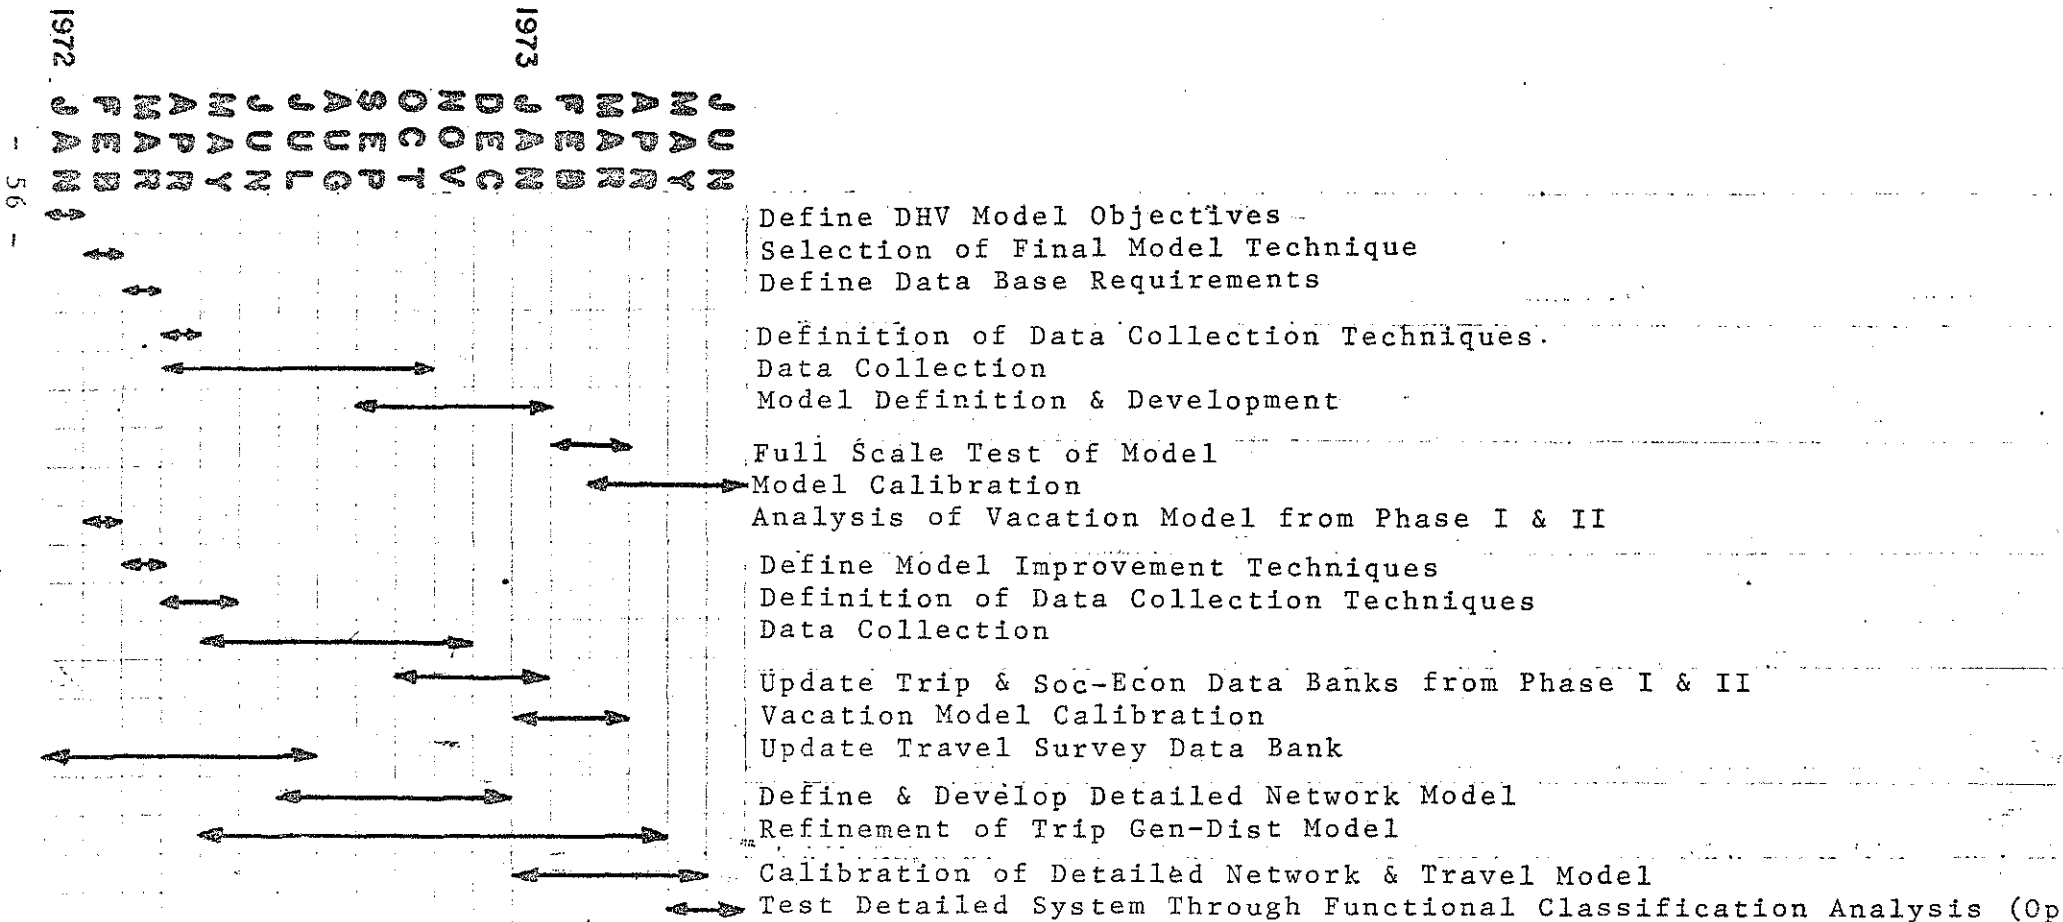 1972
1973
JAN FEB MAR APR MAY JUN JUL AUG SEP OCT NOV DEC JAN FEB MAR APR MAY JUN
- 56 -
Define DHV Model Objectives
Selection of Final Model Technique
Define Data Base Requirements
Definition of Data Collection Techniques.
Data Collection
Model Definition & Development
Full Scale Test of Model
Model Calibration
Analysis of Vacation Model from Phase I & II
Define Model Improvement Techniques
Definition of Data Collection Techniques
Data Collection
Update Trip & Soc-Econ Data Banks from Phase I & II
Vacation Model Calibration
Update Travel Survey Data Bank
Define & Develop Detailed Network Model
Refinement of Trip Gen-Dist Model
Calibration of Detailed Network & Travel Model
Test Detailed System Through Functional Classification Analysis (Op